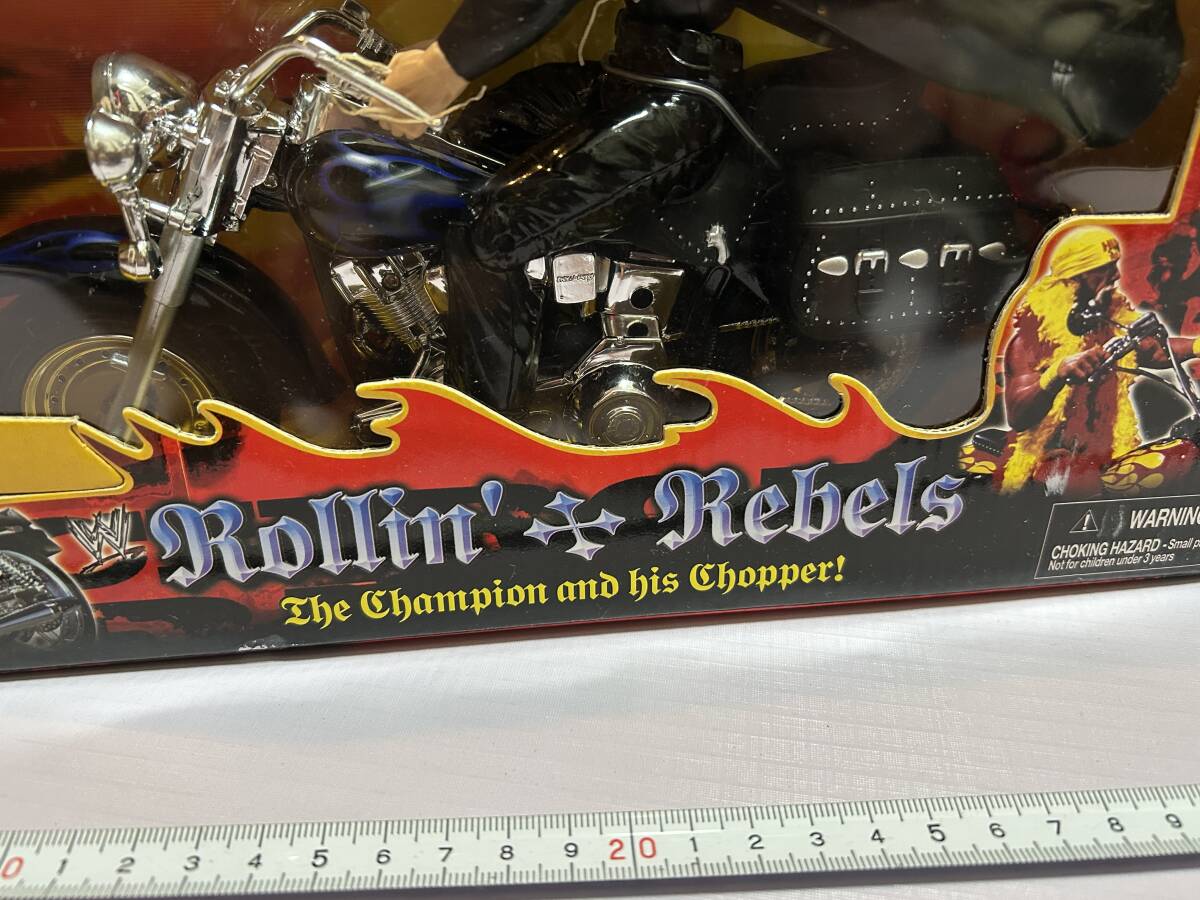 Rollin' Rebels
The Champion and his Chopper!
WARNING
CHOKING HAZARD - Small
Not for children under 3 years
0 1 2 3 4 5 6 7 8 9 20 1 2 3 4 5 6 7 8 9